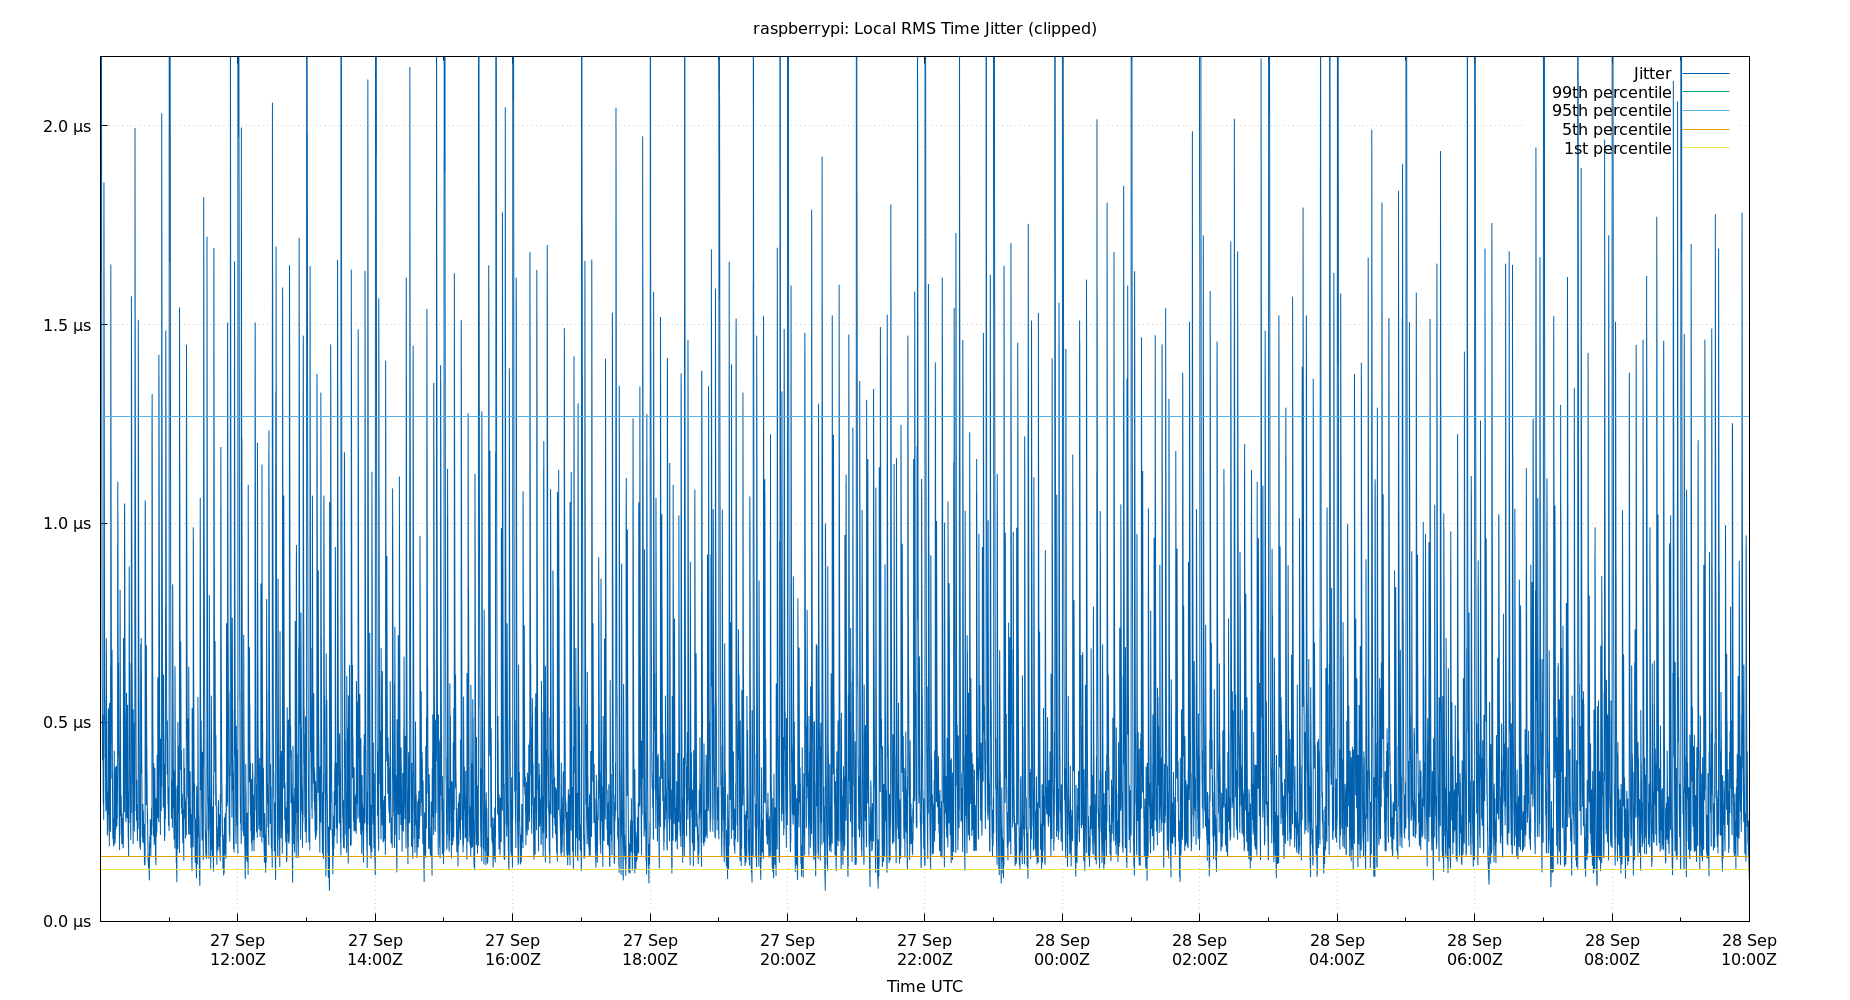 raspberrypi: Local RMS Time Jitter (clipped)
Jitter
99th percentile
95th percentile
5th percentile
1st percentile
2.0 µs
1.5 µs
1.0 µs
0.5 µs
0.0 µs
27 Sep 27 Sep 27 Sep 27 Sep 27 Sep 27 Sep 28 Sep 28 Sep 28 Sep 28 Sep 28 Sep 28 Sep
12:00Z 14:00Z 16:00Z 18:00Z 20:00Z 22:00Z 00:00Z 02:00Z 04:00Z 06:00Z 08:00Z 10:00Z
Time UTC